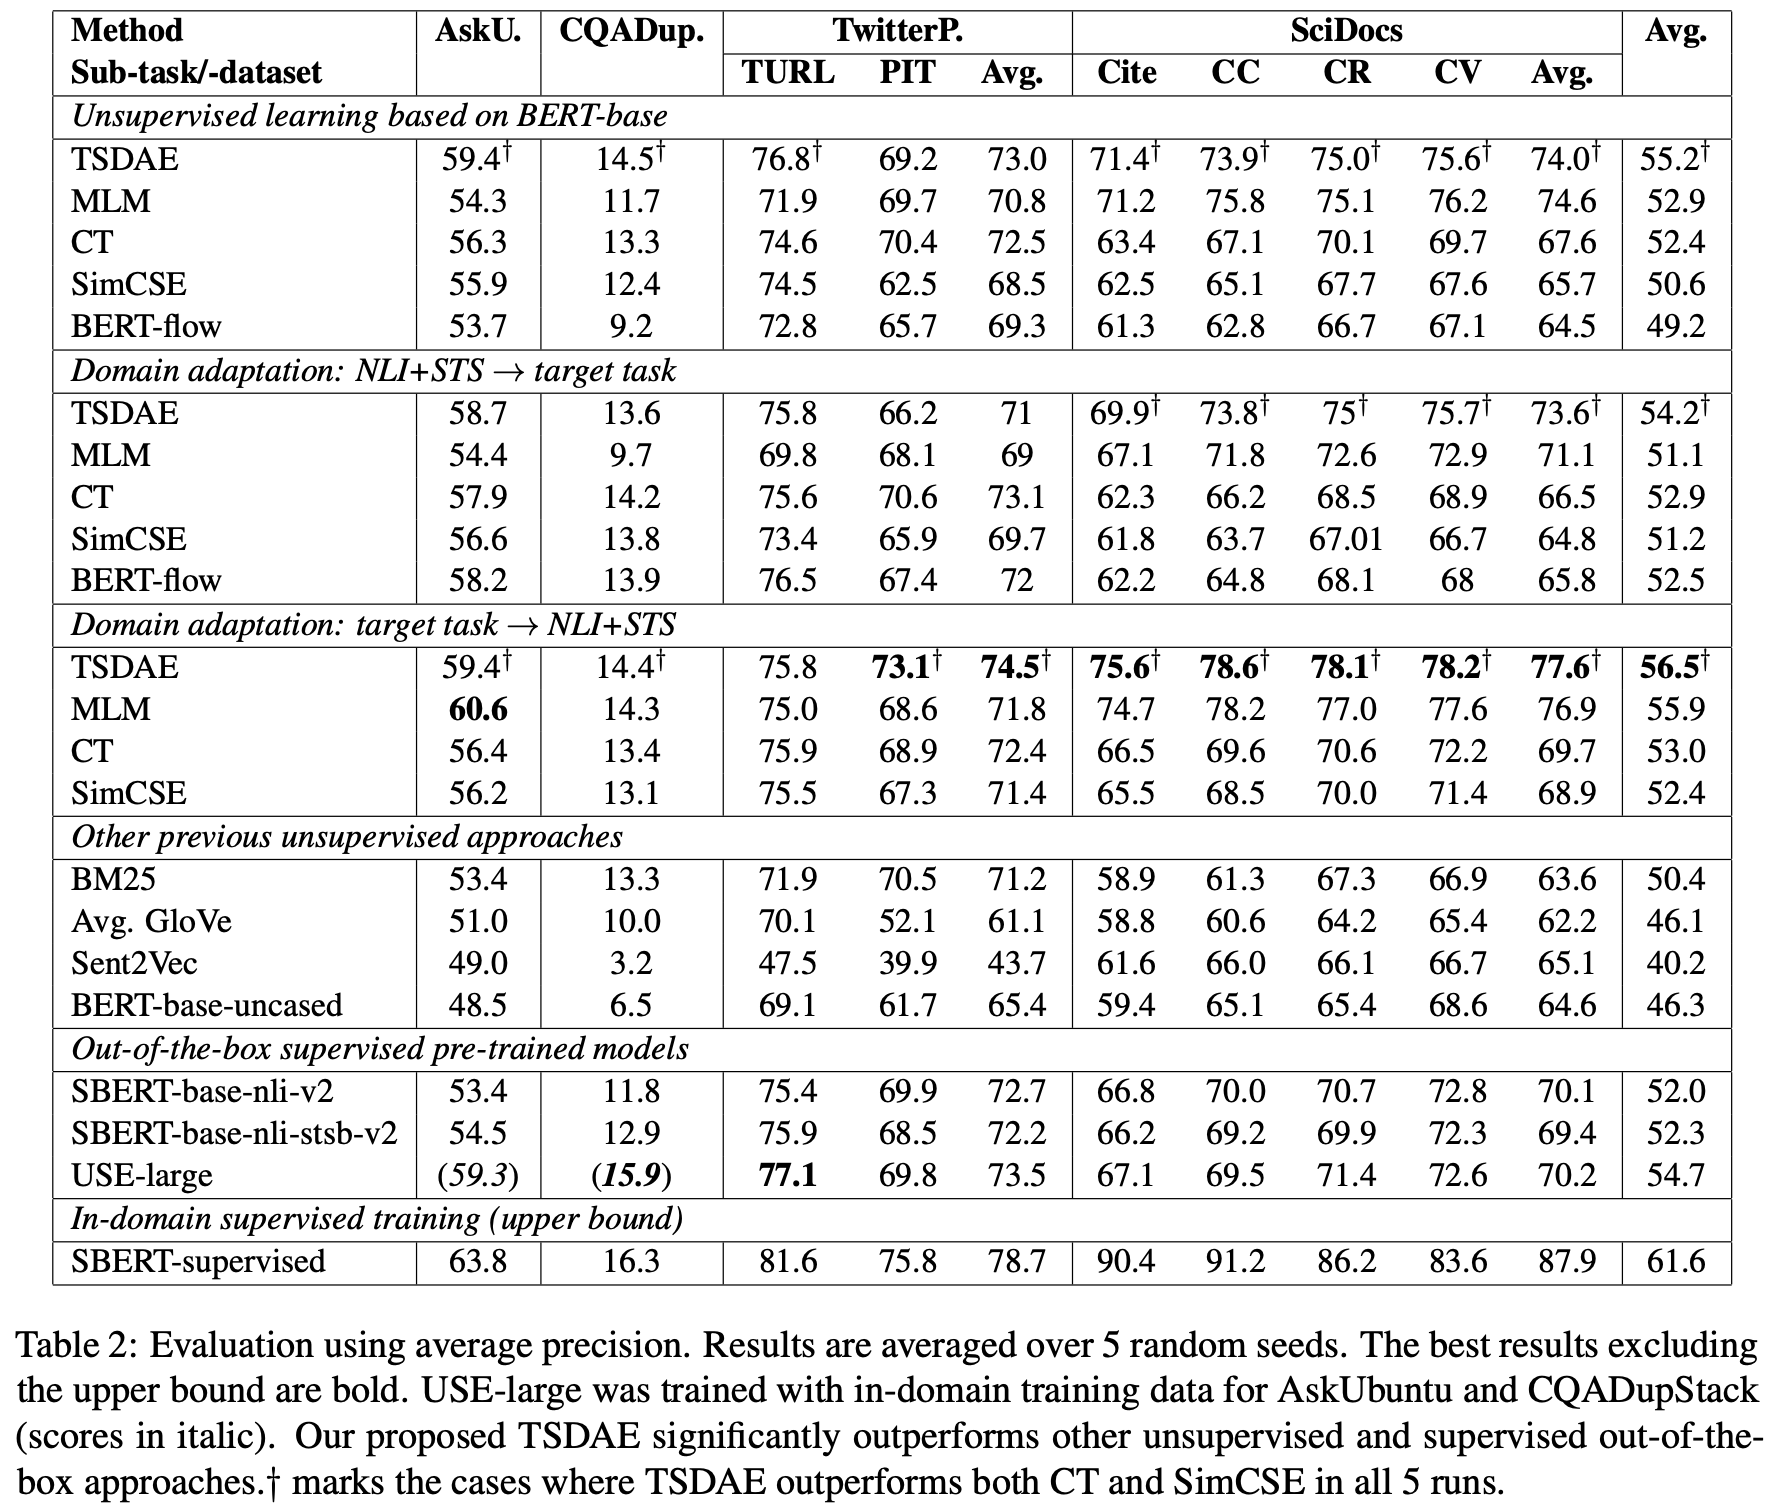 Method AskU. CQADup. TwitterP. SciDocs Avg.
Sub-task/-dataset TURL PIT Avg. Cite CC CR CV Avg.
Unsupervised learning based on BERT-base
TSDAE 59.4† 14.5† 76.8† 69.2 73.0 71.4† 73.9† 75.0† 75.6† 74.0† 55.2†
MLM 54.3 11.7 71.9 69.7 70.8 71.2 75.8 75.1 76.2 74.6 52.9
CT 56.3 13.3 74.6 70.4 72.5 63.4 67.1 70.1 69.7 67.6 52.4
SimCSE 55.9 12.4 74.5 62.5 68.5 62.5 65.1 67.7 67.6 65.7 50.6
BERT-flow 53.7 9.2 72.8 65.7 69.3 61.3 62.8 66.7 67.1 64.5 49.2
Domain adaptation: NLI+STS → target task
TSDAE 58.7 13.6 75.8 66.2 71 69.9† 73.8† 75† 75.7† 73.6† 54.2†
MLM 54.4 9.7 69.8 68.1 69 67.1 71.8 72.6 72.9 71.1 51.1
CT 57.9 14.2 75.6 70.6 73.1 62.3 66.2 68.5 68.9 66.5 52.9
SimCSE 56.6 13.8 73.4 65.9 69.7 61.8 63.7 67.01 66.7 64.8 51.2
BERT-flow 58.2 13.9 76.5 67.4 72 62.2 64.8 68.1 68 65.8 52.5
Domain adaptation: target task → NLI+STS
TSDAE 59.4† 14.4† 75.8 73.1† 74.5† 75.6† 78.6† 78.1† 78.2† 77.6† 56.5†
MLM 60.6 14.3 75.0 68.6 71.8 74.7 78.2 77.0 77.6 76.9 55.9
CT 56.4 13.4 75.9 68.9 72.4 66.5 69.6 70.6 72.2 69.7 53.0
SimCSE 56.2 13.1 75.5 67.3 71.4 65.5 68.5 70.0 71.4 68.9 52.4
Other previous unsupervised approaches
BM25 53.4 13.3 71.9 70.5 71.2 58.9 61.3 67.3 66.9 63.6 50.4
Avg. GloVe 51.0 10.0 70.1 52.1 61.1 58.8 60.6 64.2 65.4 62.2 46.1
Sent2Vec 49.0 3.2 47.5 39.9 43.7 61.6 66.0 66.1 66.7 65.1 40.2
BERT-base-uncased 48.5 6.5 69.1 61.7 65.4 59.4 65.1 65.4 68.6 64.6 46.3
Out-of-the-box supervised pre-trained models
SBERT-base-nli-v2 53.4 11.8 75.4 69.9 72.7 66.8 70.0 70.7 72.8 70.1 52.0
SBERT-base-nli-stsb-v2 54.5 12.9 75.9 68.5 72.2 66.2 69.2 69.9 72.3 69.4 52.3
USE-large (59.3) (15.9) 77.1 69.8 73.5 67.1 69.5 71.4 72.6 70.2 54.7
In-domain supervised training (upper bound)
SBERT-supervised 63.8 16.3 81.6 75.8 78.7 90.4 91.2 86.2 83.6 87.9 61.6
Table 2: Evaluation using average precision. Results are averaged over 5 random seeds. The best results excluding
the upper bound are bold. USE-large was trained with in-domain training data for AskUbuntu and CQADupStack
(scores in italic). Our proposed TSDAE significantly outperforms other unsupervised and supervised out-of-the-
box approaches.† marks the cases where TSDAE outperforms both CT and SimCSE in all 5 runs.